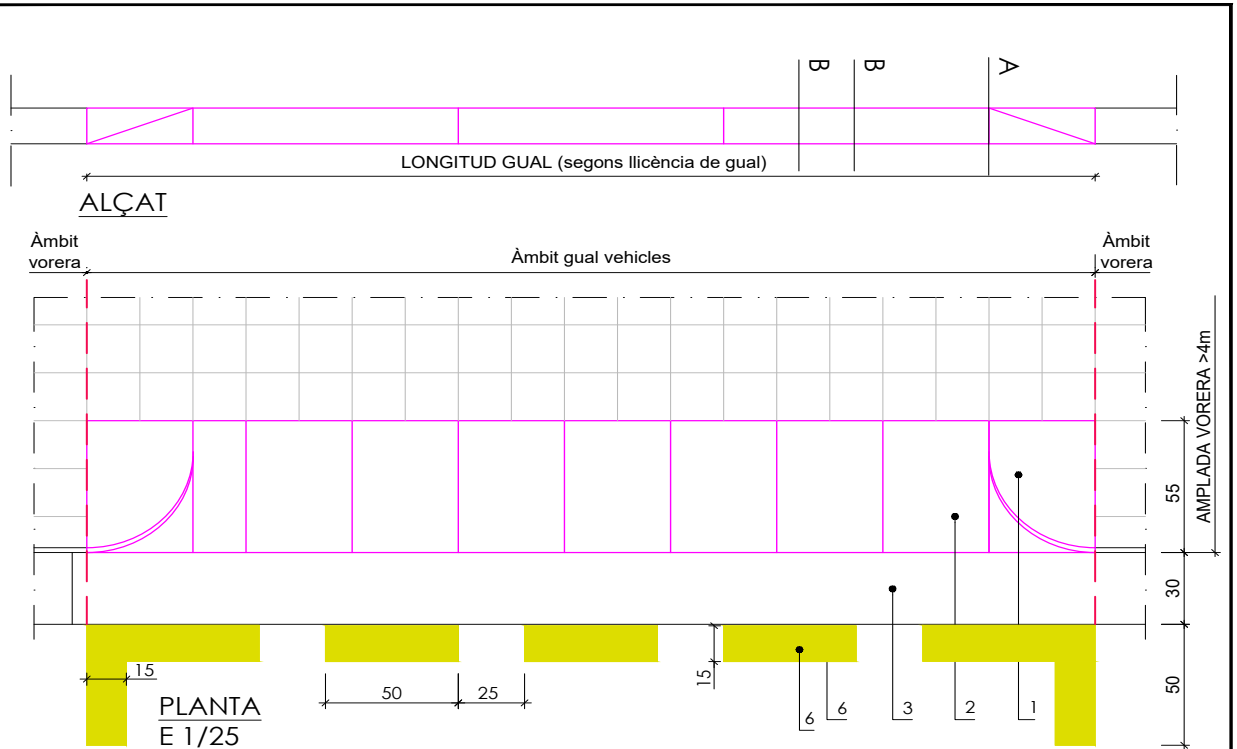 B B A
LONGITUD GUAL (segons llicència de gual)
ALÇAT
Àmbit
vorera
Àmbit gual vehicles
Àmbit
vorera
AMPLADA VORERA >4m
55
30
50
15
50
25
15
6
6
3
2
1
PLANTA
E 1/25